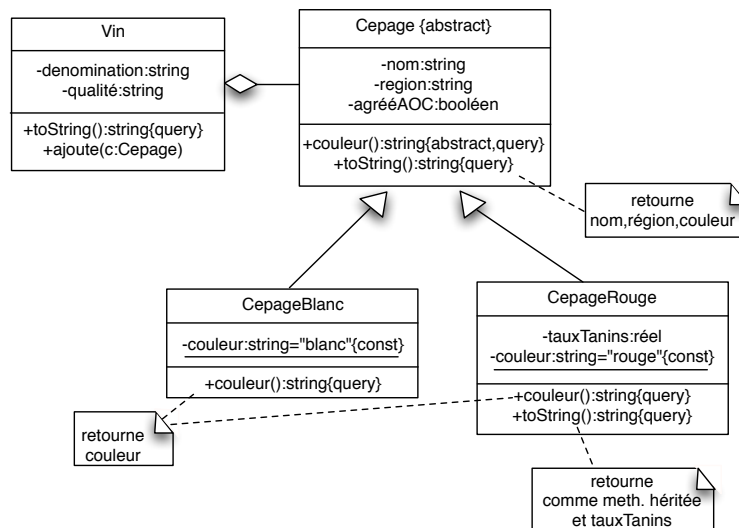 Vin
-denomination:string
-qualité:string
+toString():string{query}
+ajoute(c:Cepage)
Cepage {abstract}
-nom:string
-region:string
-agrééAOC:booléen
+couleur():string{abstract,query}
+toString():string{query}
retourne
nom,région,couleur
CepageBlanc
-couleur:string="blanc"{const}
+couleur():string{query}
CepageRouge
-tauxTanins:réel
-couleur:string="rouge"{const}
+couleur():string{query}
+toString():string{query}
retourne
couleur
retourne
comme meth. héritée
et tauxTanins